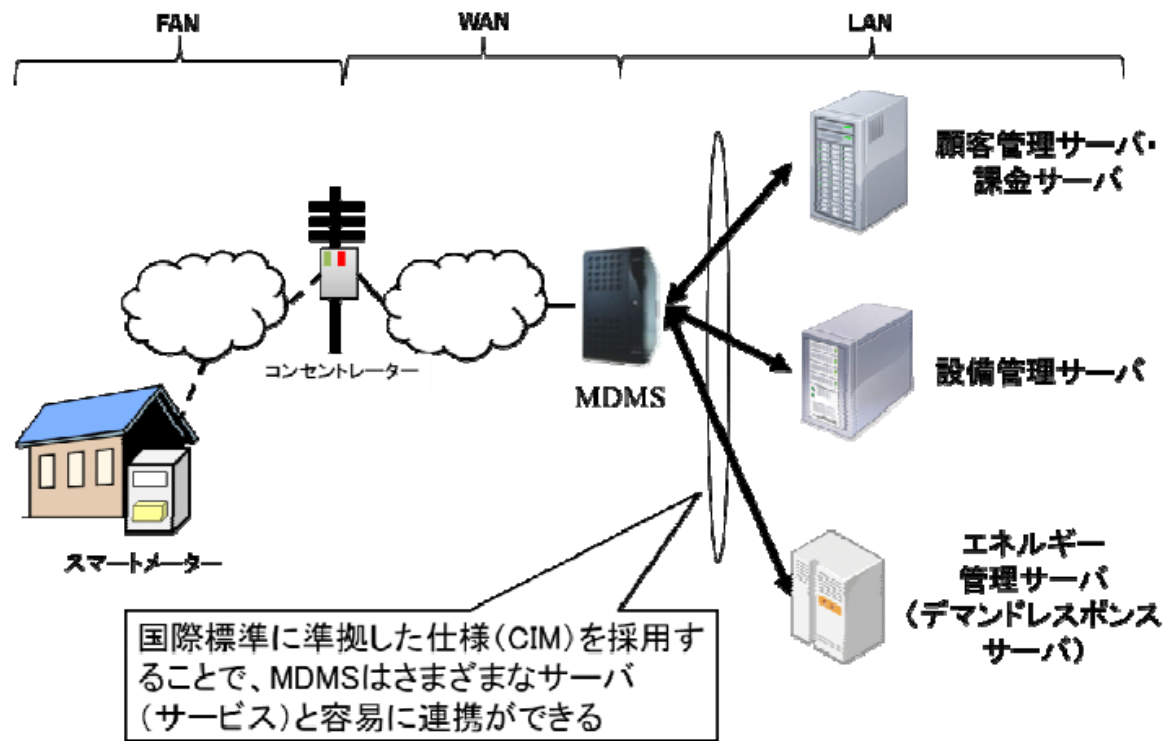 FAN
WAN
LAN
顧客管理サーバ・
課金サーバ
コンセントレーター
MDMS
設備管理サーバ
スマートメーター
エネルギー
管理サーバ
(デマンドレスポンス
サーバ)
国際標準に準拠した仕様(CIM)を採用す
ることで、MDMSはさまざまなサーバ
(サービス)と容易に連携ができる